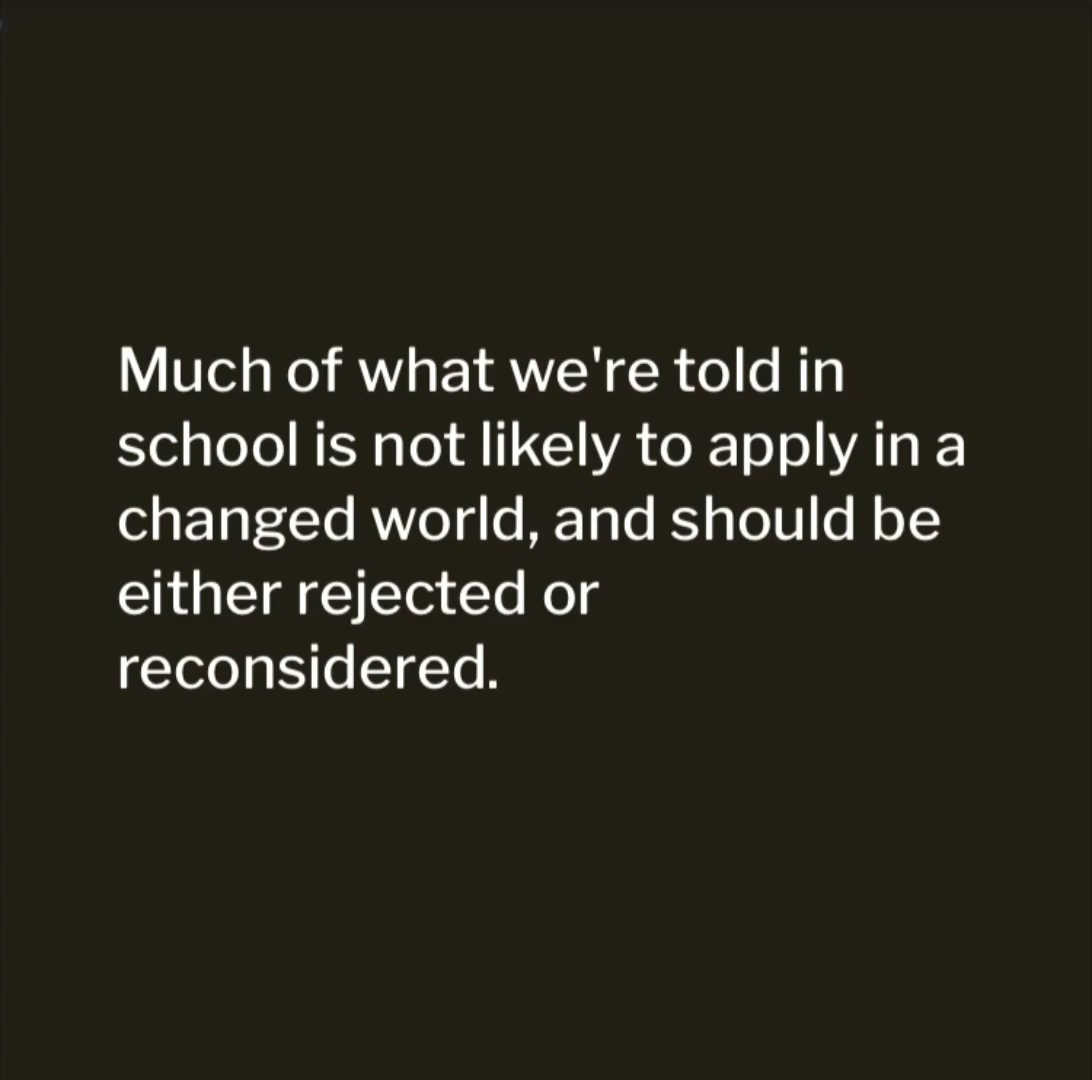 Much of what we're told in
school is not likely to apply in a
changed world, and should be
either rejected or
reconsidered.